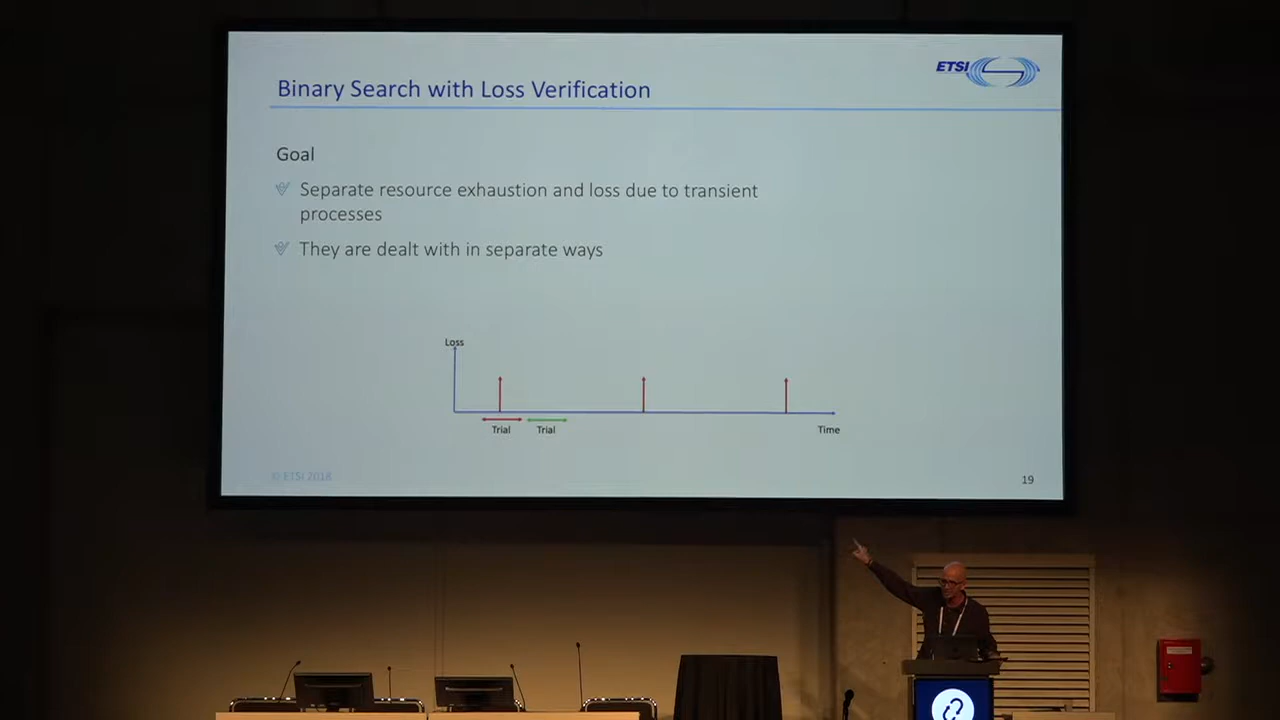 ETSI
Binary Search with Loss Verification
Goal
Separate resource exhaustion and loss due to transient
processes
They are dealt with in separate ways
Loss
Trial Trial Time
© ETSI 2018 19